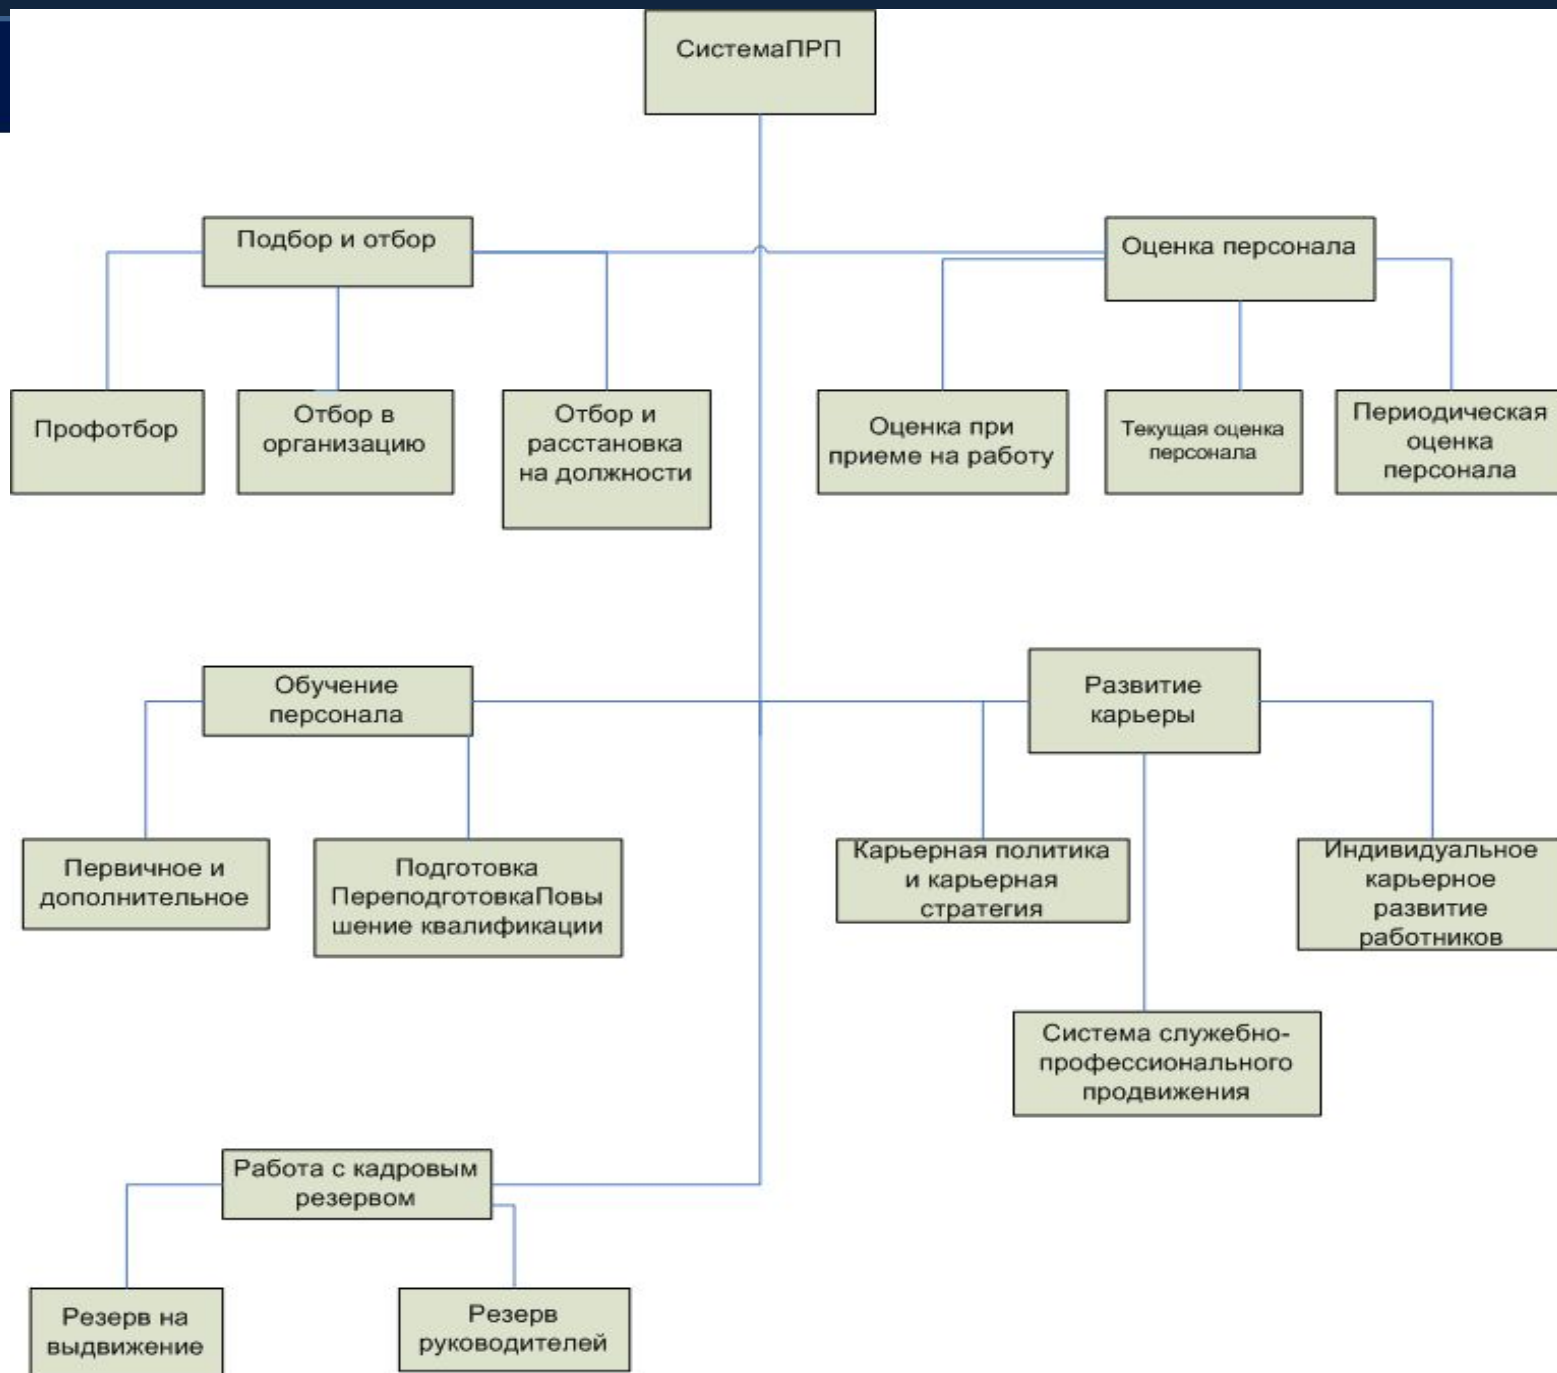 СистемаПРП
Подбор и отбор
Оценка персонала
Профотбор
Отбор в
организацию
Отбор и
расстановка
на должности
Оценка при
приеме на работу
Текущая оценка
персонала
Периодическая
оценка
персонала
Обучение
персонала
Развитие
карьеры
Первичное и
дополнительное
Подготовка
ПереподготовкаПовы
шение квалификации
Карьерная политика
и карьерная
стратегия
Индивидуальное
карьерное
развитие
работников
Система служебно-
профессионального
продвижения
Работа с кадровым
резервом
Резерв на
выдвижение
Резерв
руководителей